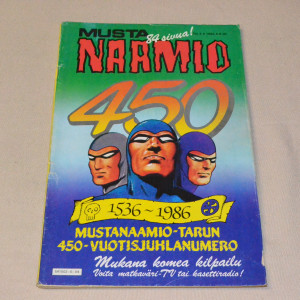 MUSTA
84 sivua!
NAAMIO
450
1536-1986
MUSTANAAMIO-TARUN
450-VUOTISJUHLANUMERO
Mukana komea kilpailu
Voita matkaväri-TV tai kasettiradio!